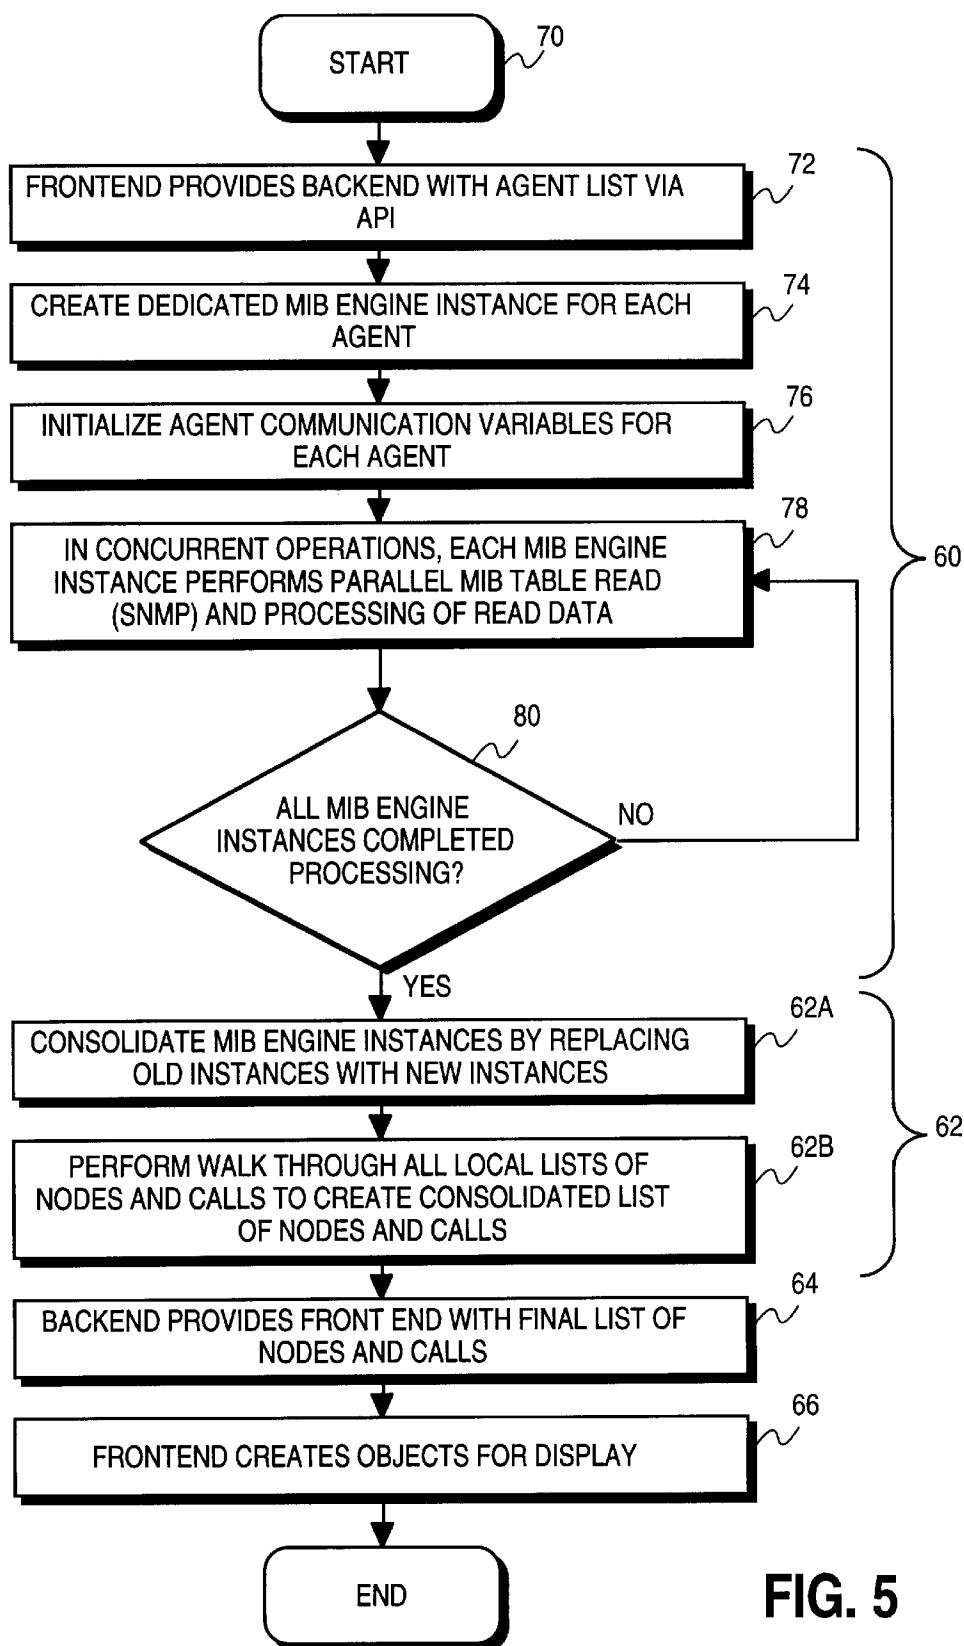 START
70
FRONTEND PROVIDES BACKEND WITH AGENT LIST VIA
API
72
CREATE DEDICATED MIB ENGINE INSTANCE FOR EACH
AGENT
74
INITIALIZE AGENT COMMUNICATION VARIABLES FOR
EACH AGENT
76
IN CONCURRENT OPERATIONS, EACH MIB ENGINE
INSTANCE PERFORMS PARALLEL MIB TABLE READ
(SNMP) AND PROCESSING OF READ DATA
78
60
ALL MIB ENGINE
INSTANCES COMPLETED
PROCESSING?
80
NO
YES
CONSOLIDATE MIB ENGINE INSTANCES BY REPLACING
OLD INSTANCES WITH NEW INSTANCES
62A
62
PERFORM WALK THROUGH ALL LOCAL LISTS OF
NODES AND CALLS TO CREATE CONSOLIDATED LIST
OF NODES AND CALLS
62B
BACKEND PROVIDES FRONT END WITH FINAL LIST OF
NODES AND CALLS
64
FRONTEND CREATES OBJECTS FOR DISPLAY
66
END
FIG. 5